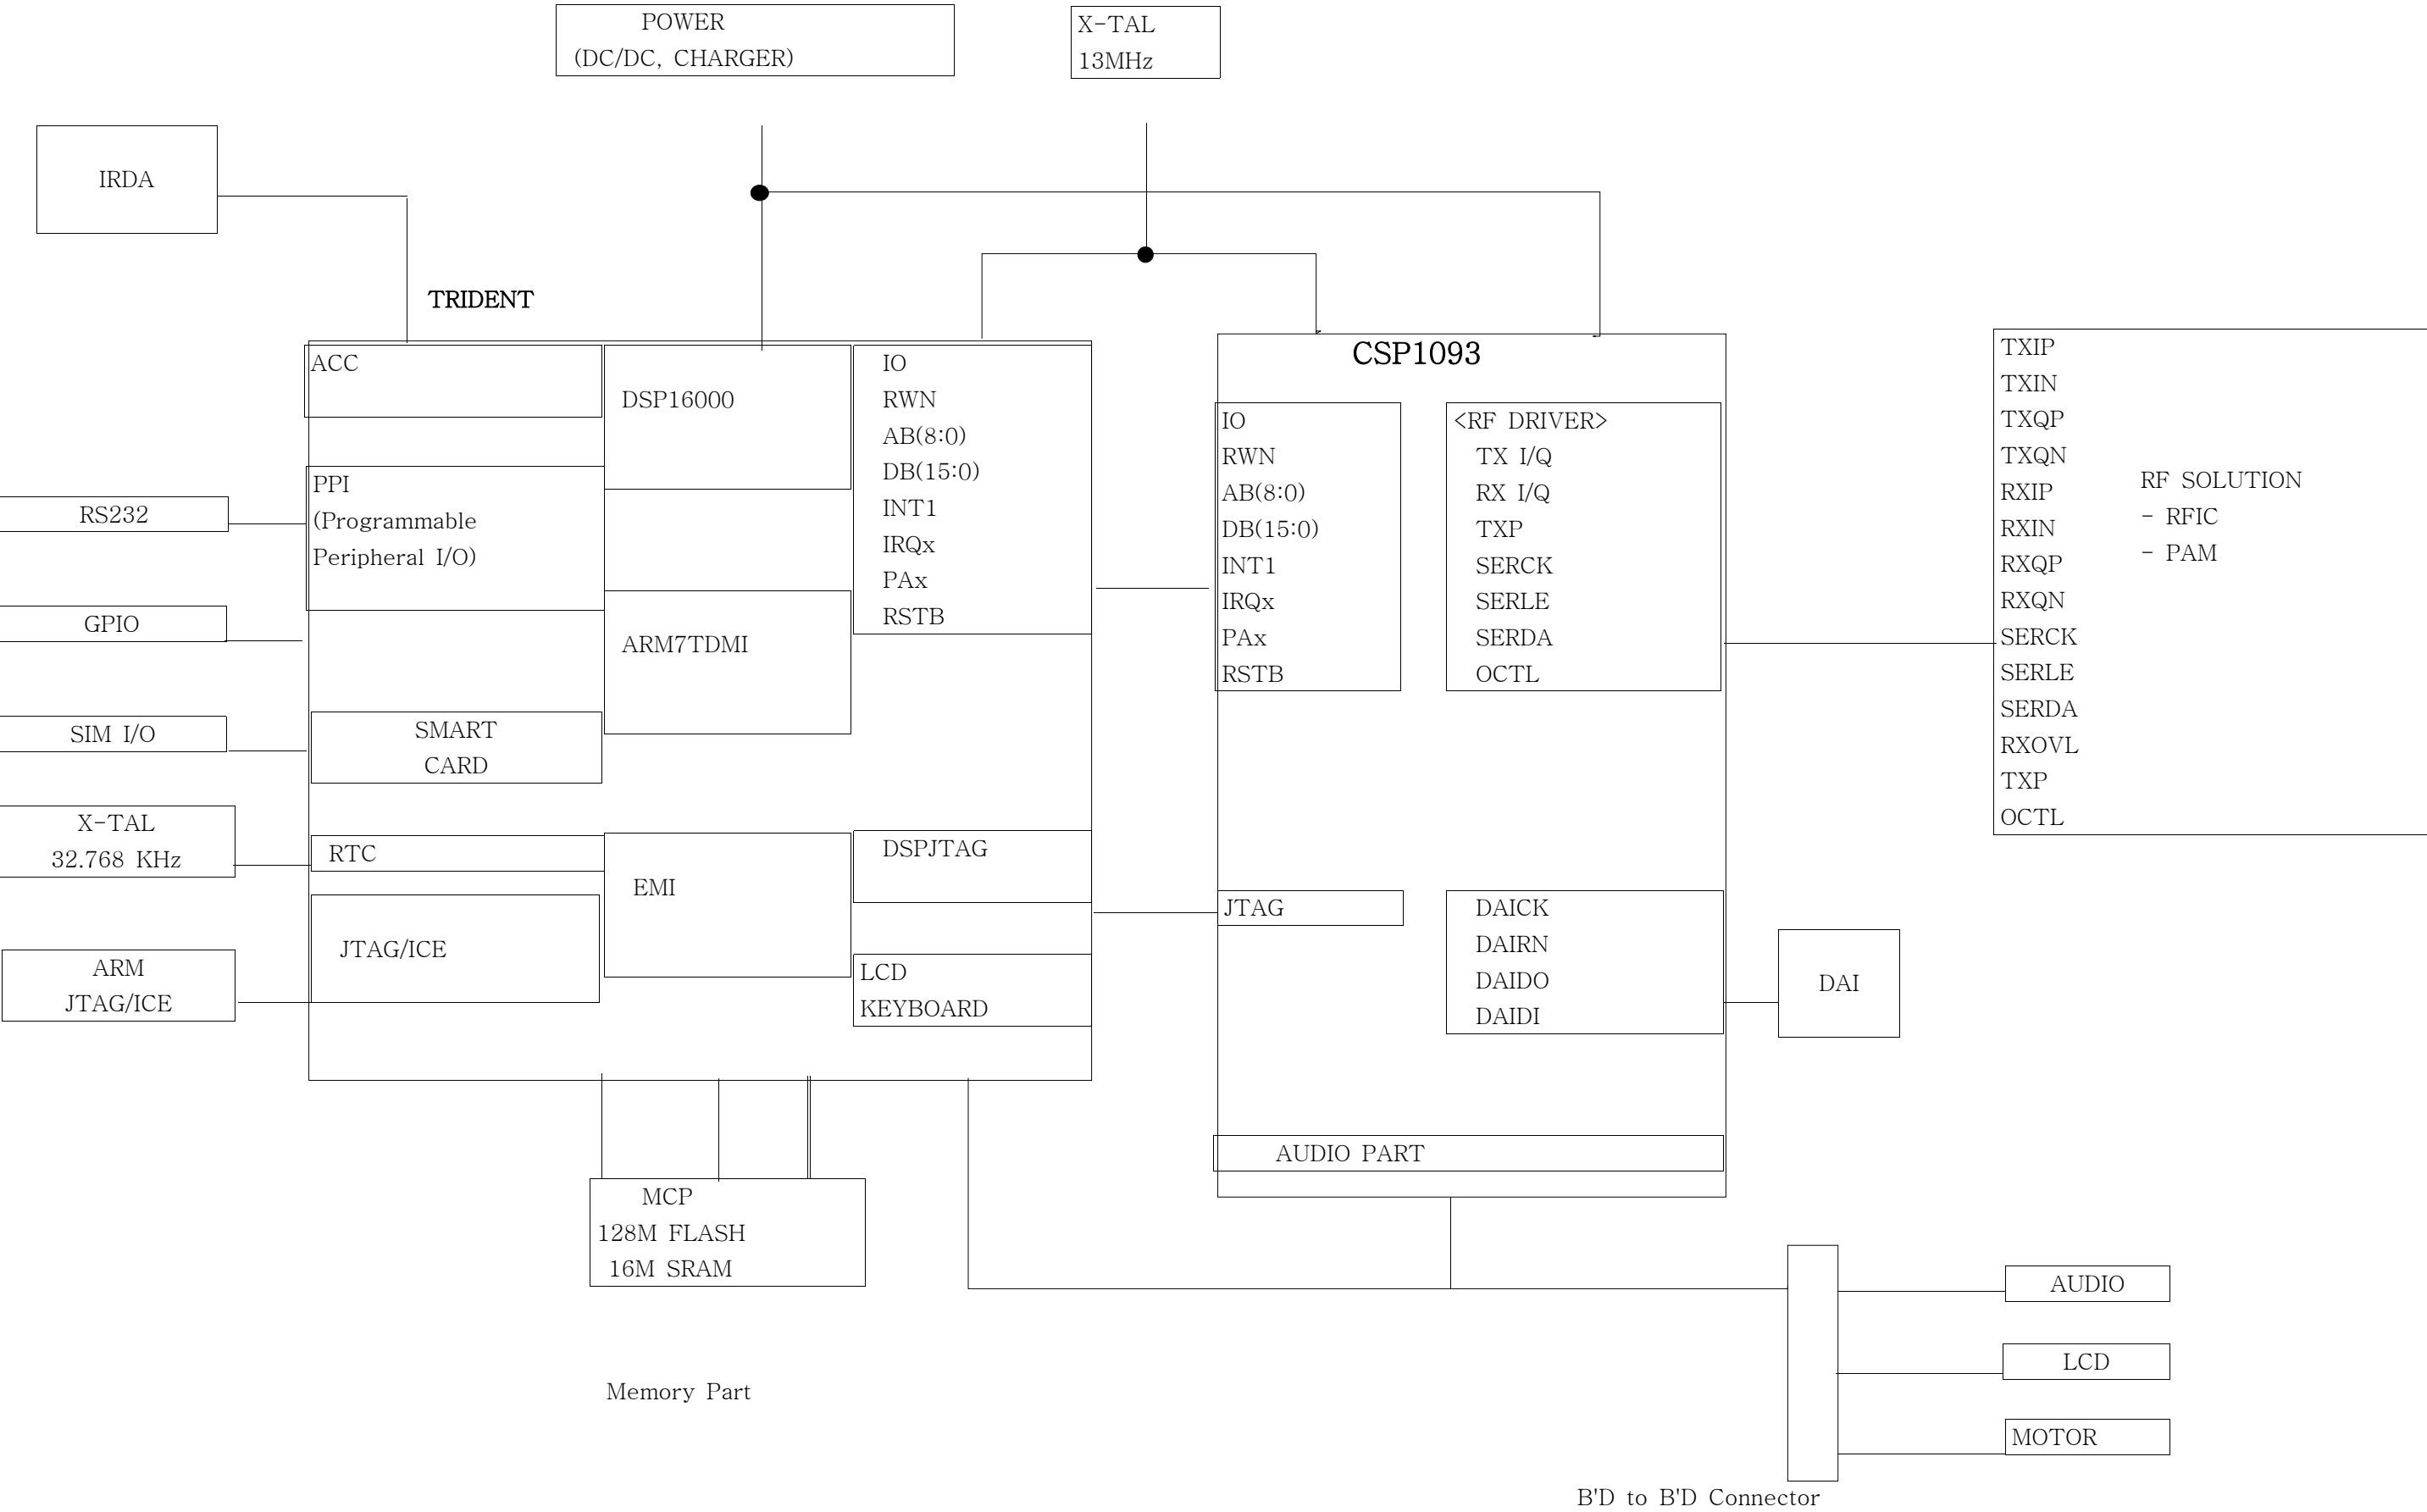 POWER
(DC/DC, CHARGER)
X-TAL
13MHz
IRDA
TRIDENT
ACC
DSP16000
IO
RWN
AB(8:0)
DB(15:0)
INT1
IRQx
PAx
RSTB
PPI
(Programmable
Peripheral I/O)
RS232
GPIO
ARM7TDMI
SIM I/O
SMART
CARD
X-TAL
32.768 KHz
RTC
EMI
DSPJTAG
JTAG/ICE
ARM
JTAG/ICE
LCD
KEYBOARD
MCP
128M FLASH
16M SRAM
Memory Part
CSP1093
IO
RWN
AB(8:0)
DB(15:0)
INT1
IRQx
PAx
RSTB
<RF DRIVER>
TX I/Q
RX I/Q
TXP
SERCK
SERLE
SERDA
OCTL
JTAG
DAICK
DAIRN
DAIDO
DAIDI
DAI
AUDIO PART
TXIP
TXIN
TXQP
TXQN
RXIP
RXIN
RXQP
RXQN
SERCK
SERLE
SERDA
RXOVL
TXP
OCTL
RF SOLUTION
- RFIC
- PAM
AUDIO
LCD
MOTOR
B'D to B'D Connector